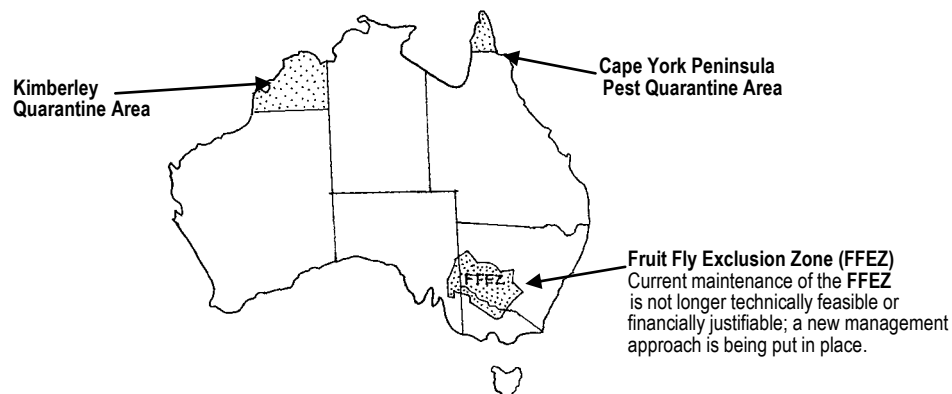 Kimberley
Quarantine Area
Cape York Peninsula
Pest Quarantine Area
FFEZ
Fruit Fly Exclusion Zone (FFEZ)
Current maintenance of the FFEZ
is not longer technically feasible or
financially justifiable; a new management
approach is being put in place.